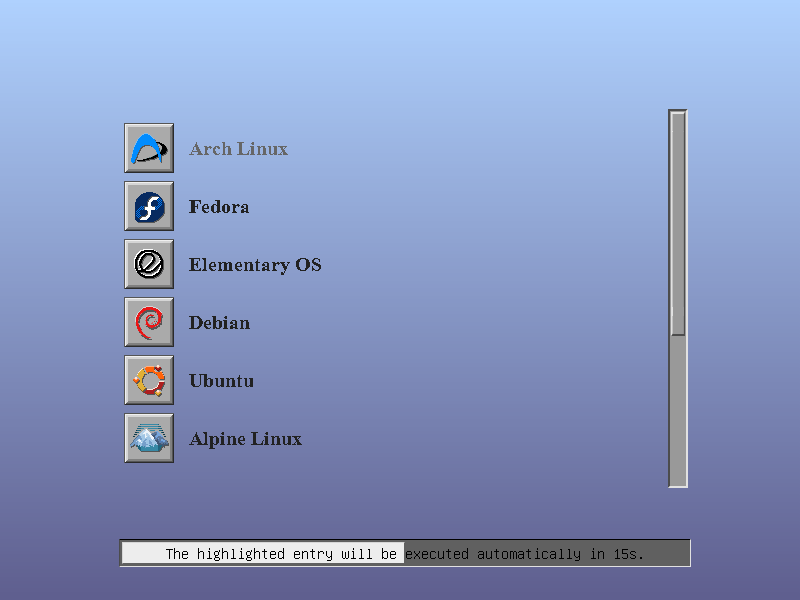 Arch Linux
Fedora
Elementary OS
Debian
Ubuntu
Alpine Linux
The highlighted entry will be executed automatically in 15s.